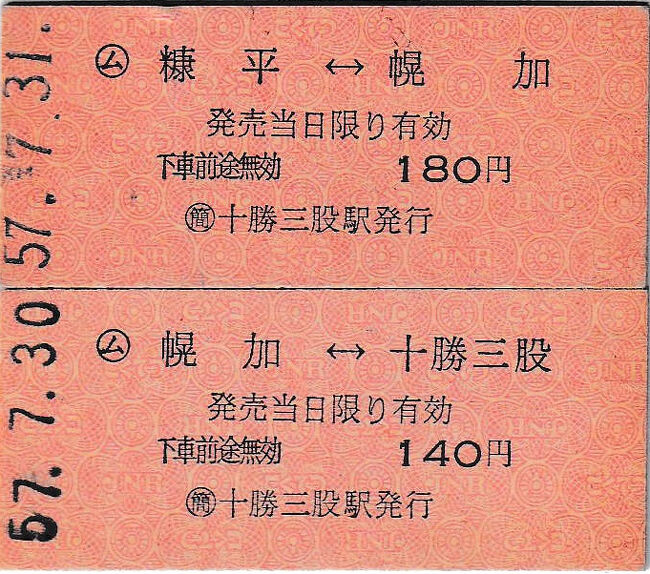 57.-7.31.
㋰ 糠平 ↔ 幌加
発売当日限り有効
下車前途無効 180円
㋙簡 十勝三股駅発行
57.7.30
㋰ 幌加 ↔ 十勝三股
発売当日限り有効
下車前途無効 140円
簡 十勝三股駅発行